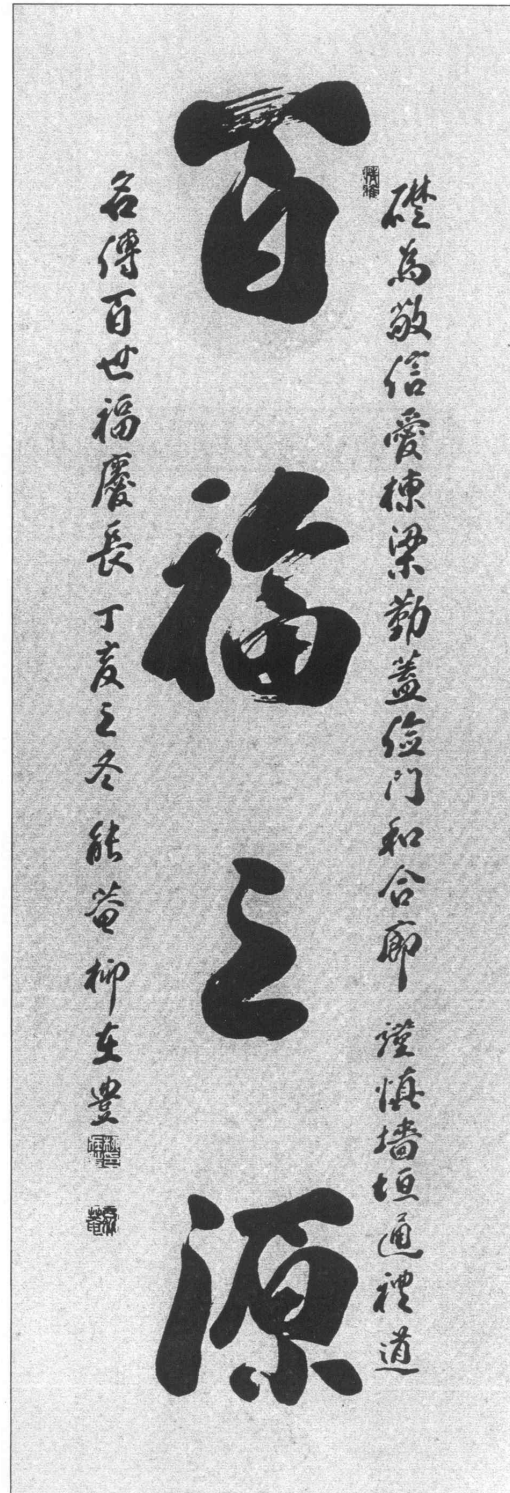 礎為敬信愛棟梁勤蓋儉門和合廊謹慎墻垣通禮道
百福之源
名傳百世福慶長 丁亥之冬 能菴柳在豊